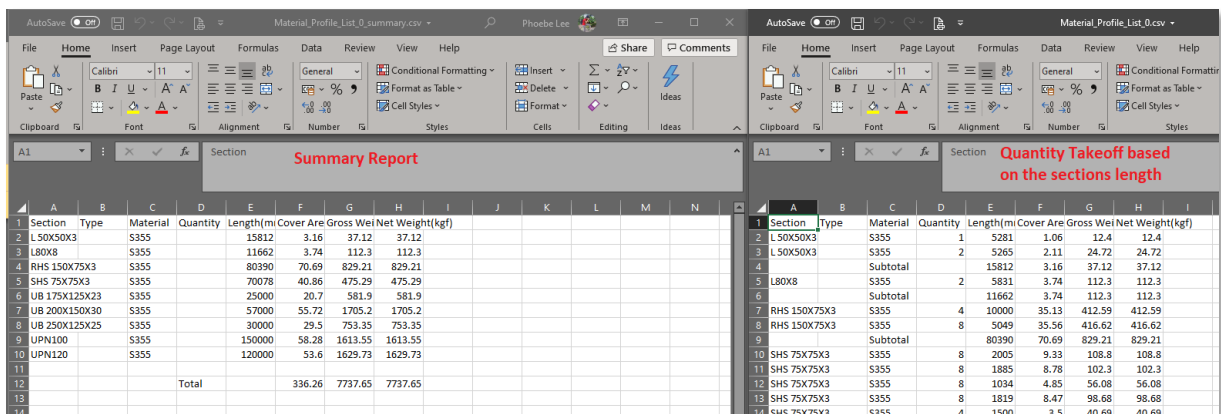 AutoSave Off Material_Profile_List_0_summary.csv Phoebe Lee
File Home Insert Page Layout Formulas Data Review View Help Share Comments
Calibri 11 General Conditional Formatting Insert
Paste B I U A A Format as Table Delete Ideas
A Cell Styles Format
Clipboard Font Alignment Number Styles Cells Editing Ideas
A1 fx Section
Summary Report
A B C D E F G H I J K L M N
1 Section Type Material Quantity Length(m Cover Are Gross Wei Net Weight(kgf)
2 L 50X50X3 S355 15812 3.16 37.12 37.12
3 L80X8 S355 11662 3.74 112.3 112.3
4 RHS 150X75X3 S355 80390 70.69 829.21 829.21
5 SHS 75X75X3 S355 70078 40.86 475.29 475.29
6 UB 175X125X23 S355 25000 20.7 581.9 581.9
7 UB 200X150X30 S355 57000 55.72 1705.2 1705.2
8 UB 250X125X25 S355 30000 29.5 753.35 753.35
9 UPN100 S355 150000 58.28 1613.55 1613.55
10 UPN120 S355 120000 53.6 1629.73 1629.73
11
12 Total 336.26 7737.65 7737.65
13
14
AutoSave Off Material_Profile_List_0.csv
File Home Insert Page Layout Formulas Data Review View Help
Calibri 11 General Conditional Formattin
Paste B I U A A Format as Table
A Cell Styles
Clipboard Font Alignment Number Styles
A1 fx Section
Quantity Takeoff based
on the sections length
A B C D E F G H I
1 Section Type Material Quantity Length(m Cover Are Gross Wei Net Weight(kgf)
2 L 50X50X3 S355 1 5281 1.06 12.4 12.4
3 L 50X50X3 S355 2 5265 2.11 24.72 24.72
4 Subtotal 15812 3.16 37.12 37.12
5 L80X8 S355 2 5831 3.74 112.3 112.3
6 Subtotal 11662 3.74 112.3 112.3
7 RHS 150X75X3 S355 4 10000 35.13 412.59 412.59
8 RHS 150X75X3 S355 8 5049 35.56 416.62 416.62
9 Subtotal 80390 70.69 829.21 829.21
10 SHS 75X75X3 S355 8 2005 9.33 108.8 108.8
11 SHS 75X75X3 S355 8 1885 8.78 102.3 102.3
12 SHS 75X75X3 S355 8 1034 4.85 56.08 56.08
13 SHS 75X75X3 S355 8 1819 8.47 98.68 98.68
14 SHS 75X75X3 S355 4 1500 3.5 40.69 40.69